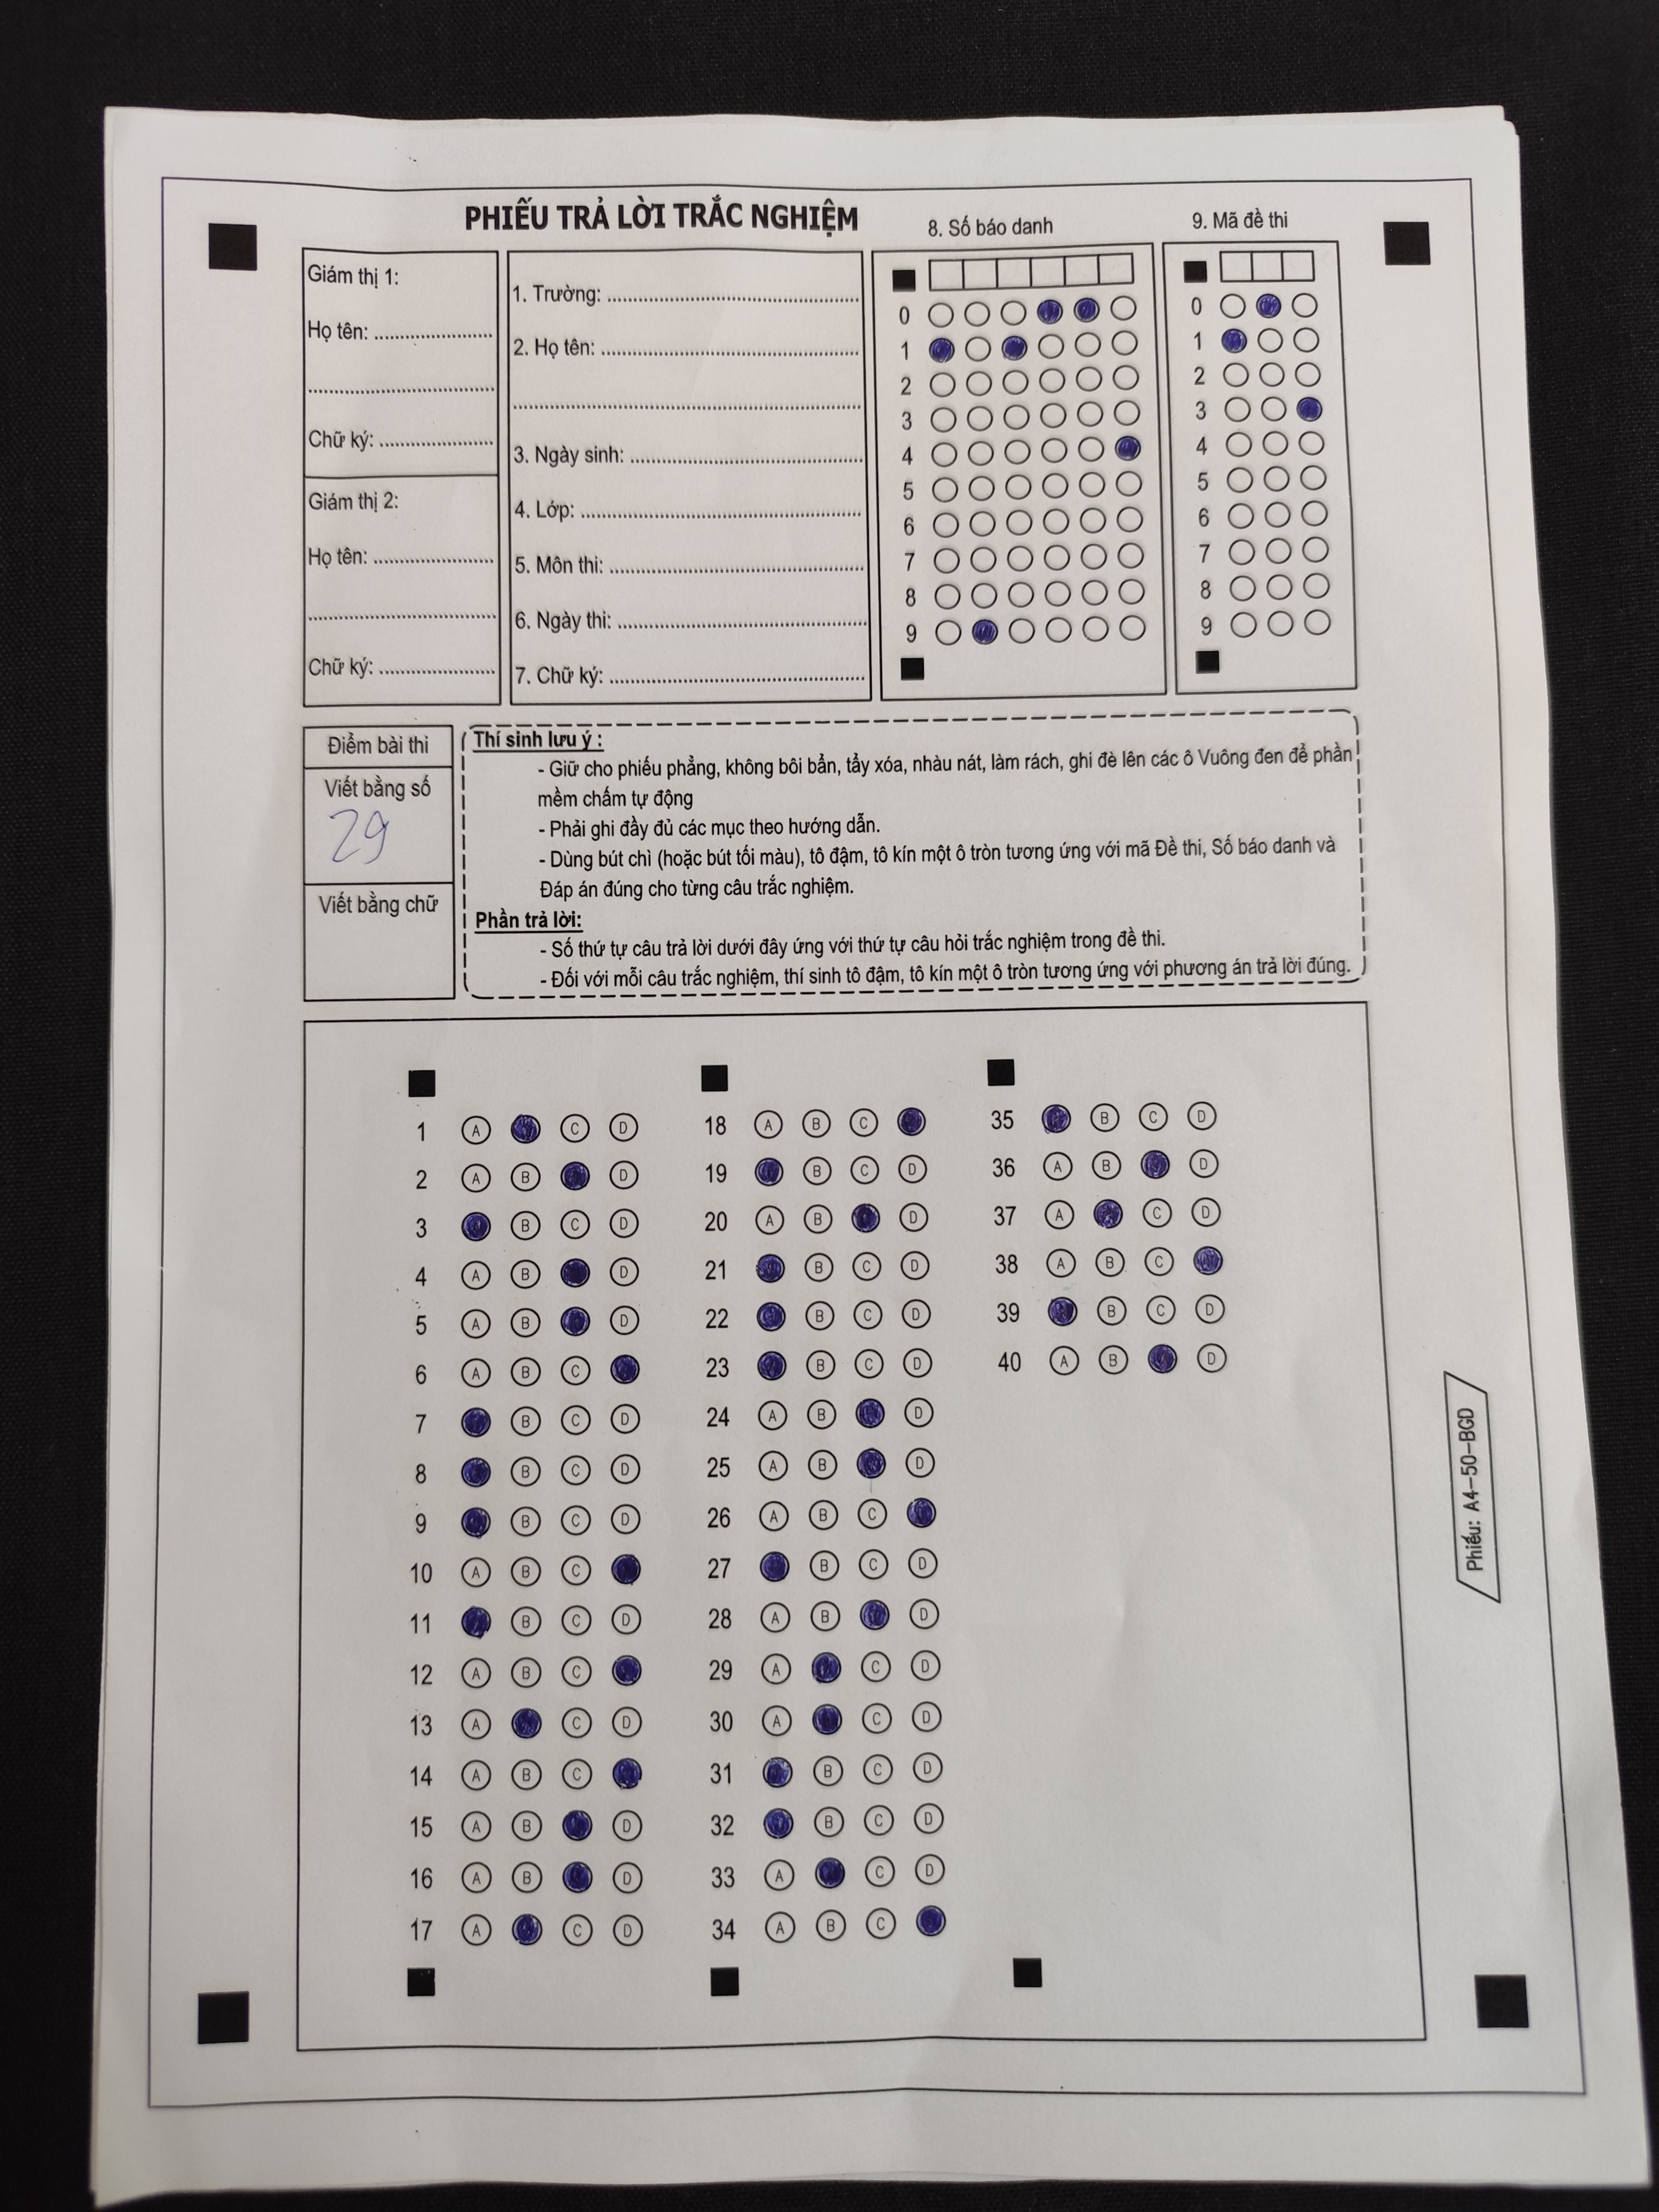 PHIẾU TRẢ LỜI TRẮC NGHIỆM
Giám thị 1:
Họ tên: ....................
................................
Chữ ký: ....................
Giám thị 2:
Họ tên: ....................
................................
Chữ ký: ....................
1. Trường: ....................
2. Họ tên: ....................
................................
3. Ngày sinh: ....................
4. Lớp: ....................
5. Môn thi: ....................
6. Ngày thi: ....................
7. Chữ ký: ....................
8. Số báo danh
0
1
2
3
4
5
6
7
8
9
9. Mã đề thi
0
1
2
3
4
5
6
7
8
9
Điểm bài thi
Viết bằng số
29
Viết bằng chữ
Thí sinh lưu ý :
- Giữ cho phiếu phẳng, không bôi bẩn, tẩy xóa, nhàu nát, làm rách, ghi đè lên các ô Vuông đen để phần
mềm chấm tự động
- Phải ghi đầy đủ các mục theo hướng dẫn.
- Dùng bút chì (hoặc bút tối màu), tô đậm, tô kín một ô tròn tương ứng với mã Đề thi, Số báo danh và
Đáp án đúng cho từng câu trắc nghiệm.
Phần trả lời:
- Số thứ tự câu trả lời dưới đây ứng với thứ tự câu hỏi trắc nghiệm trong đề thi.
- Đối với mỗi câu trắc nghiệm, thí sinh tô đậm, tô kín một ô tròn tương ứng với phương án trả lời đúng.
1 A C D
2 A B D
3 B C D
4 A B D
5 A B D
6 A B C
7 B C D
8 B C D
9 B C D
10 A B C
11 B C D
12 A B C
13 A C D
14 A B C
15 A B D
16 A B D
17 A C D
18 A B C
19 B C D
20 A B D
21 B C D
22 B C D
23 B C D
24 A B D
25 A B D
26 A B C
27 B C D
28 A B D
29 A C D
30 A C D
31 B C D
32 B C D
33 A C D
34 A B C
35 B C D
36 A B D
37 A C D
38 A B C
39 B C D
40 A B D
Phiếu: A4-50-BGD